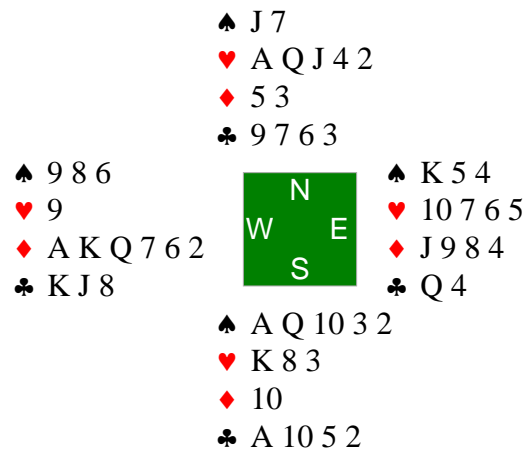 ♠ J 7
♥ A Q J 4 2
♦ 5 3
♣ 9 7 6 3
♠ 9 8 6
♥ 9
♦ A K Q 7 6 2
♣ K J 8
N
W E
S
♠ K 5 4
♥ 10 7 6 5
♦ J 9 8 4
♣ Q 4
♠ A Q 10 3 2
♥ K 8 3
♦ 10
♣ A 10 5 2